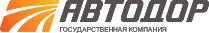 АВТОДОР
ГОСУДАРСТВЕННАЯ КОМПАНИЯ